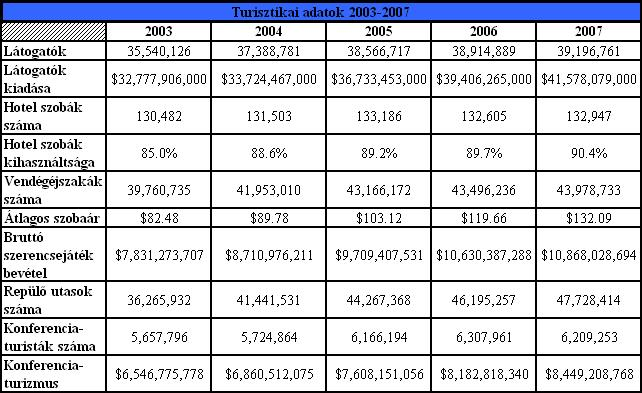 Turisztikai adatok 2003-2007
2003 2004 2005 2006 2007
Látogatók 35,540,126 37,388,781 38,566,717 38,914,889 39,196,761
Látogatók
kiadása $32,777,906,000 $33,724,467,000 $36,733,453,000 $39,406,265,000 $41,578,079,000
Hotel szobák
száma 130,482 131,503 133,186 132,605 132,947
Hotel szobák
kihasználtsága 85.0% 88.6% 89.2% 89.7% 90.4%
Vendégéjszakák
száma 39,760,735 41,953,010 43,166,172 43,496,236 43,978,733
Átlagos szobaár $82.48 $89.78 $103.12 $119.66 $132.09
Bruttó
szerencsejáték
bevétel $7,831,273,707 $8,710,976,211 $9,709,407,531 $10,630,387,288 $10,868,028,694
Repülő utasok
száma 36,265,932 41,441,531 44,267,368 46,195,257 47,728,414
Konferencia-
turisták száma 5,657,796 5,724,864 6,166,194 6,307,961 6,209,253
Konferencia-
turizmus $6,546,775,778 $6,860,512,075 $7,608,151,056 $8,182,818,340 $8,449,208,768